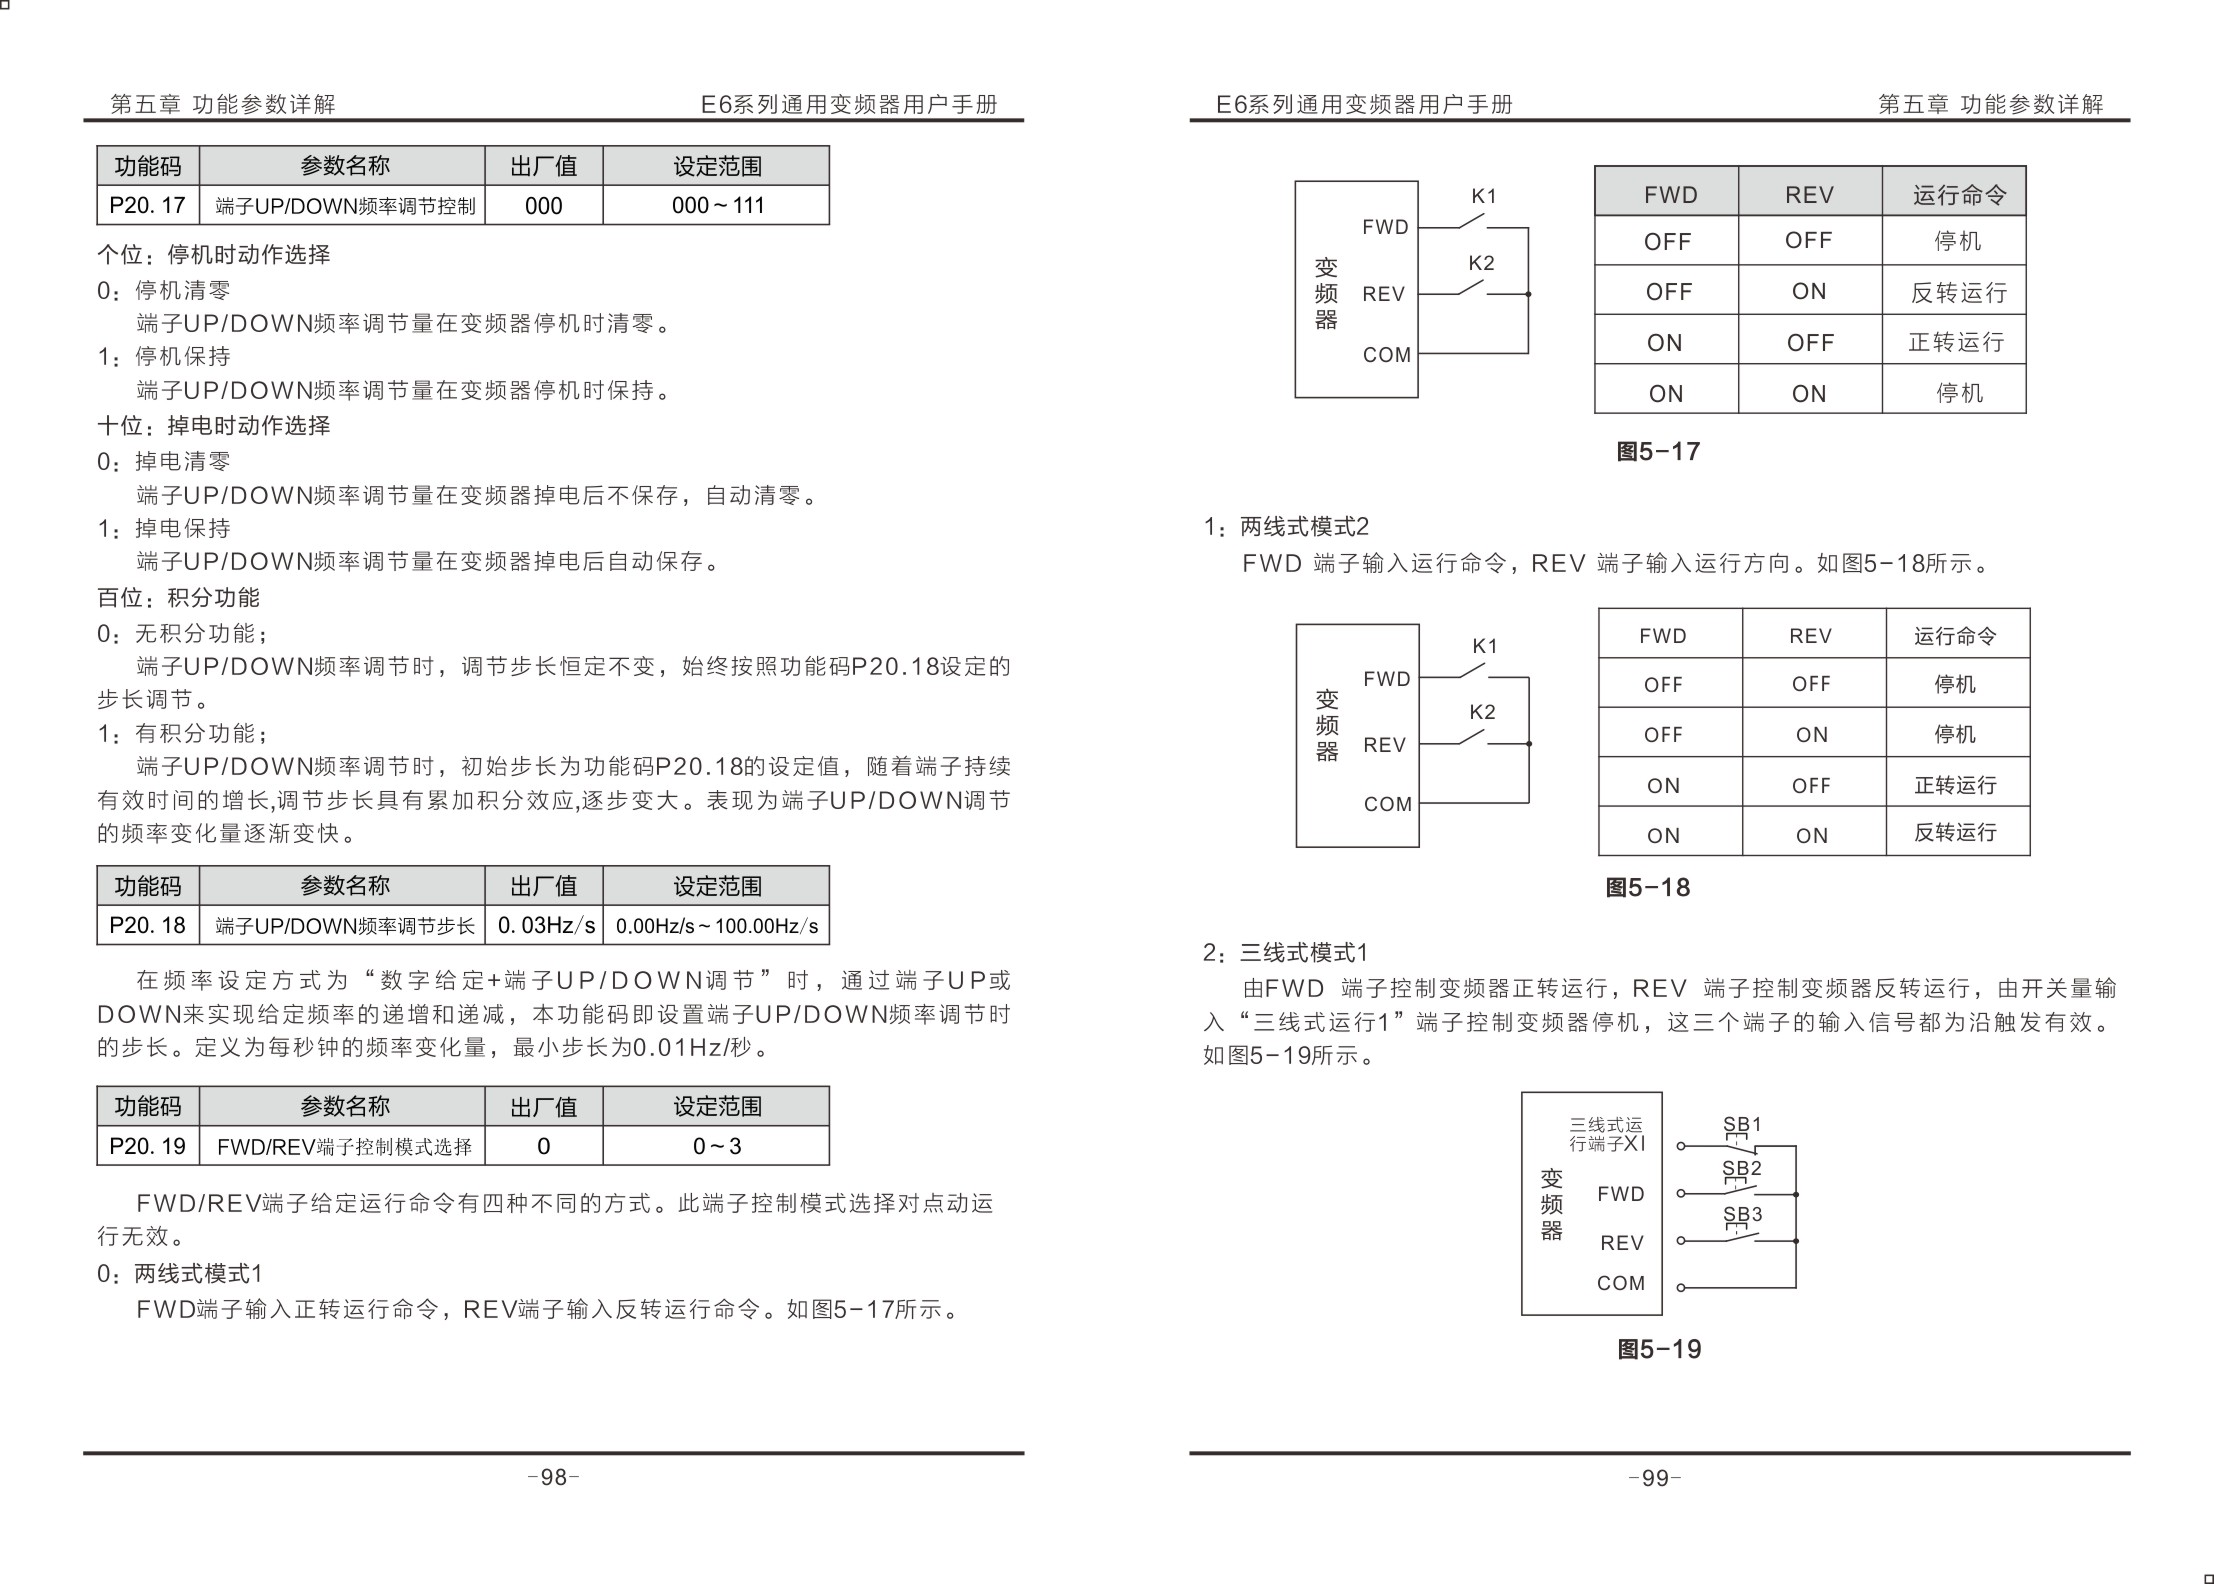 第五章 功能参数详解 E6系列通用变频器用户手册
功能码 参数名称 出厂值 设定范围
P20.17 端子UP/DOWN频率调节控制 000 000～111
个位：停机时动作选择
0：停机清零
端子UP/DOWN频率调节量在变频器停机时清零。
1：停机保持
端子UP/DOWN频率调节量在变频器停机时保持。
十位：掉电时动作选择
0：掉电清零
端子UP/DOWN频率调节量在变频器掉电后不保存，自动清零。
1：掉电保持
端子UP/DOWN频率调节量在变频器掉电后自动保存。
百位：积分功能
0：无积分功能；
端子UP/DOWN频率调节时，调节步长恒定不变，始终按照功能码P20.18设定的
步长调节。
1：有积分功能；
端子UP/DOWN频率调节时，初始步长为功能码P20.18的设定值，随着端子持续
有效时间的增长,调节步长具有累加积分效应,逐步变大。表现为端子UP/DOWN调节
的频率变化量逐渐变快。
功能码 参数名称 出厂值 设定范围
P20.18 端子UP/DOWN频率调节步长 0.03Hz/s 0.00Hz/s～100.00Hz/s
在频率设定方式为“数字给定+端子UP/DOWN调节”时，通过端子UP或
DOWN来实现给定频率的递增和递减，本功能码即设置端子UP/DOWN频率调节时
的步长。定义为每秒钟的频率变化量，最小步长为0.01Hz/秒。
功能码 参数名称 出厂值 设定范围
P20.19 FWD/REV端子控制模式选择 0 0～3
FWD/REV端子给定运行命令有四种不同的方式。此端子控制模式选择对点动运
行无效。
0：两线式模式1
FWD端子输入正转运行命令，REV端子输入反转运行命令。如图5-17所示。
-98-
E6系列通用变频器用户手册 第五章 功能参数详解
变频器
FWD
REV
COM
K1
K2
FWD REV 运行命令
OFF OFF 停机
OFF ON 反转运行
ON OFF 正转运行
ON ON 停机
图5-17
1：两线式模式2
FWD 端子输入运行命令，REV 端子输入运行方向。如图5-18所示。
变频器
FWD
REV
COM
K1
K2
FWD REV 运行命令
OFF OFF 停机
OFF ON 停机
ON OFF 正转运行
ON ON 反转运行
图5-18
2：三线式模式1
由FWD 端子控制变频器正转运行，REV 端子控制变频器反转运行，由开关量输
入“三线式运行1”端子控制变频器停机，这三个端子的输入信号都为沿触发有效。
如图5-19所示。
变频器
三线式运
行端子XI
FWD
REV
COM
SB1
SB2
SB3
图5-19
-99-